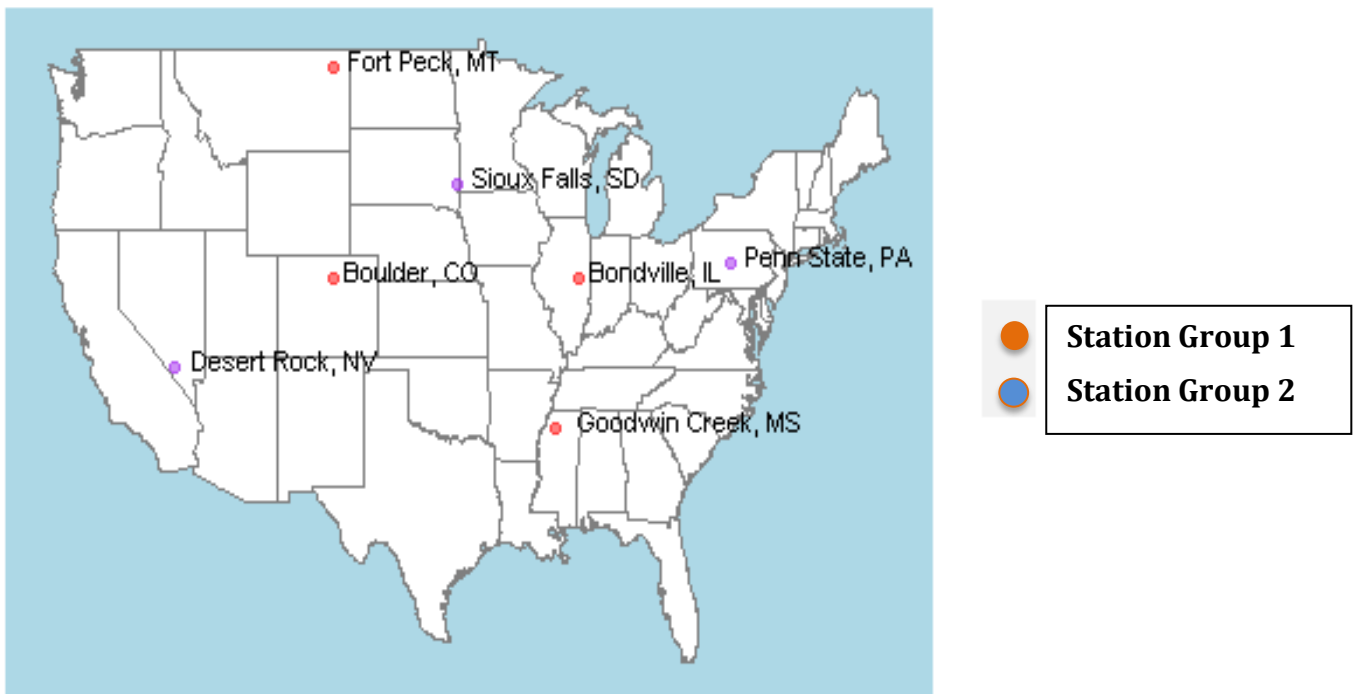 Fort Peck, MT
Sioux Falls, SD
Penn State, PA
Boulder, CO
Bondville, IL
Desert Rock, NV
Goodwin Creek, MS
Station Group 1
Station Group 2